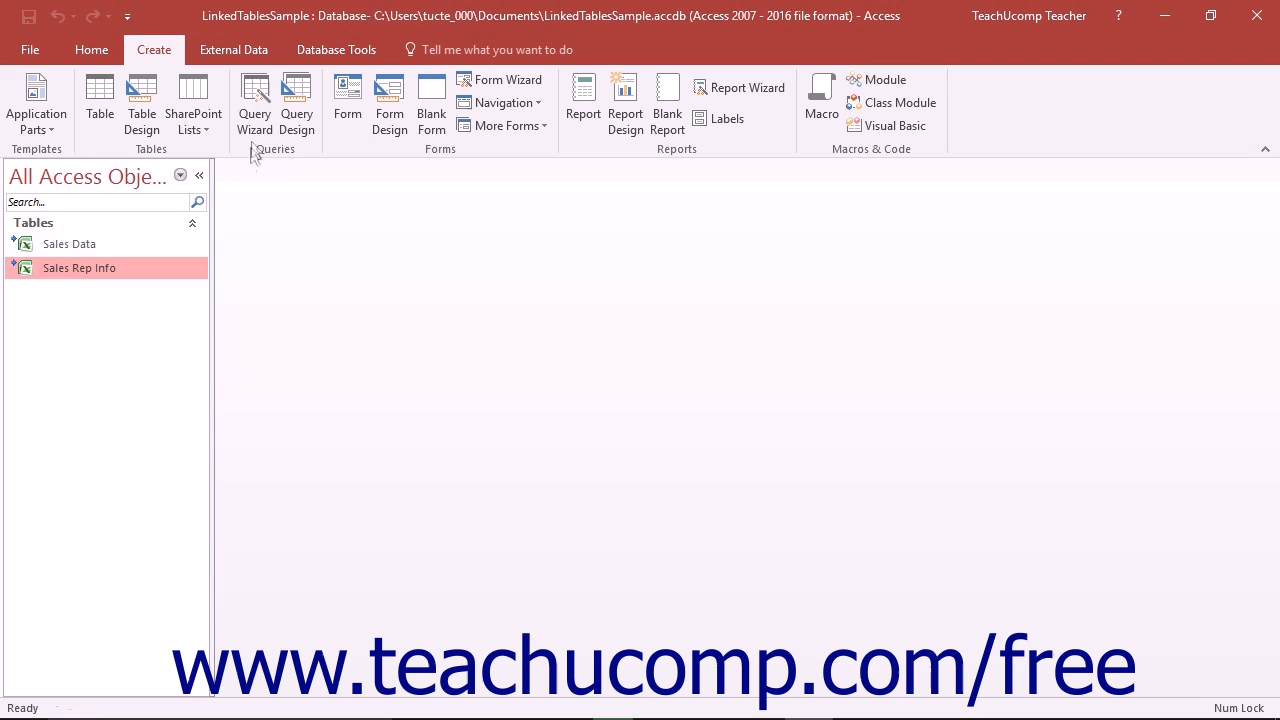 LinkedTablesSample : Database- C:\Users\tucte_000\Documents\LinkedTablesSample.accdb (Access 2007 - 2016 file format) - Access
TeachUcomp Teacher
?
File
Home
Create
External Data
Database Tools
Tell me what you want to do
Application
Parts
Templates
Table
Table
Design
SharePoint
Lists
Tables
Query
Wizard
Query
Design
Queries
Form
Form
Design
Blank
Form
Form Wizard
Navigation
More Forms
Forms
Report
Report
Design
Blank
Report
Report Wizard
Labels
Reports
Macro
Module
Class Module
Visual Basic
Macros & Code
All Access Obje...
Search...
Tables
Sales Data
Sales Rep Info
www.teachucomp.com/free
Ready
Num Lock